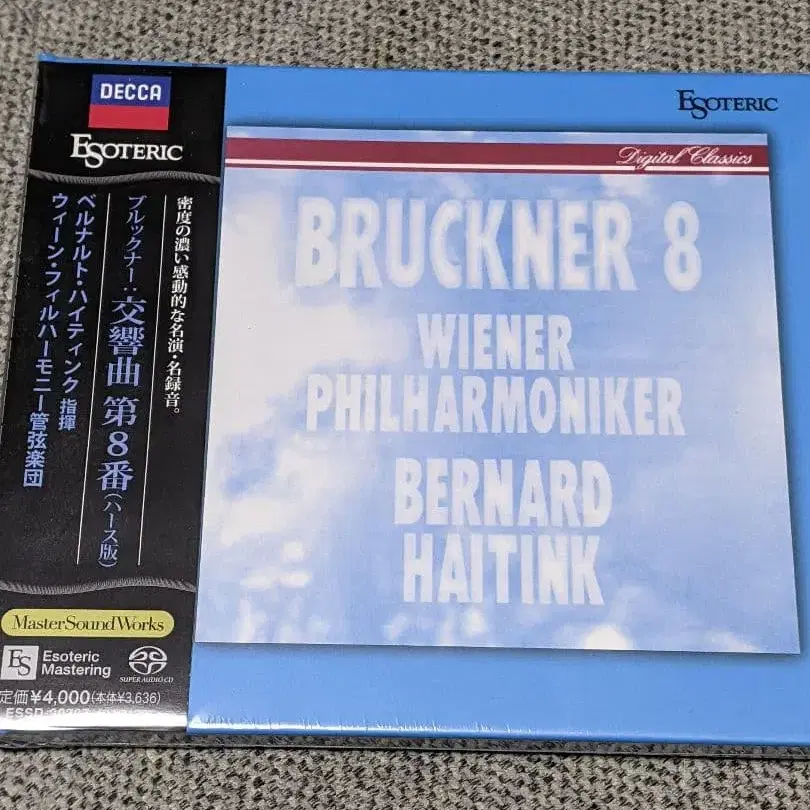 DECCA
ESOTERIC
密度の濃い感動的な名演・名録音。
ブルックナー:交響曲 第8番(ハース版)
ベルナルト・ハイティンク 指揮
ウィーン・フィルハーモニー管弦楽団
MasterSoundWorks
ES Esoteric
Mastering
SUPER AUDIO CD
定価¥4,000(本体¥3,636)
ESOTERIC
Digital Classics
BRUCKNER 8
WIENER
PHILHARMONIKER
BERNARD
HAITINK